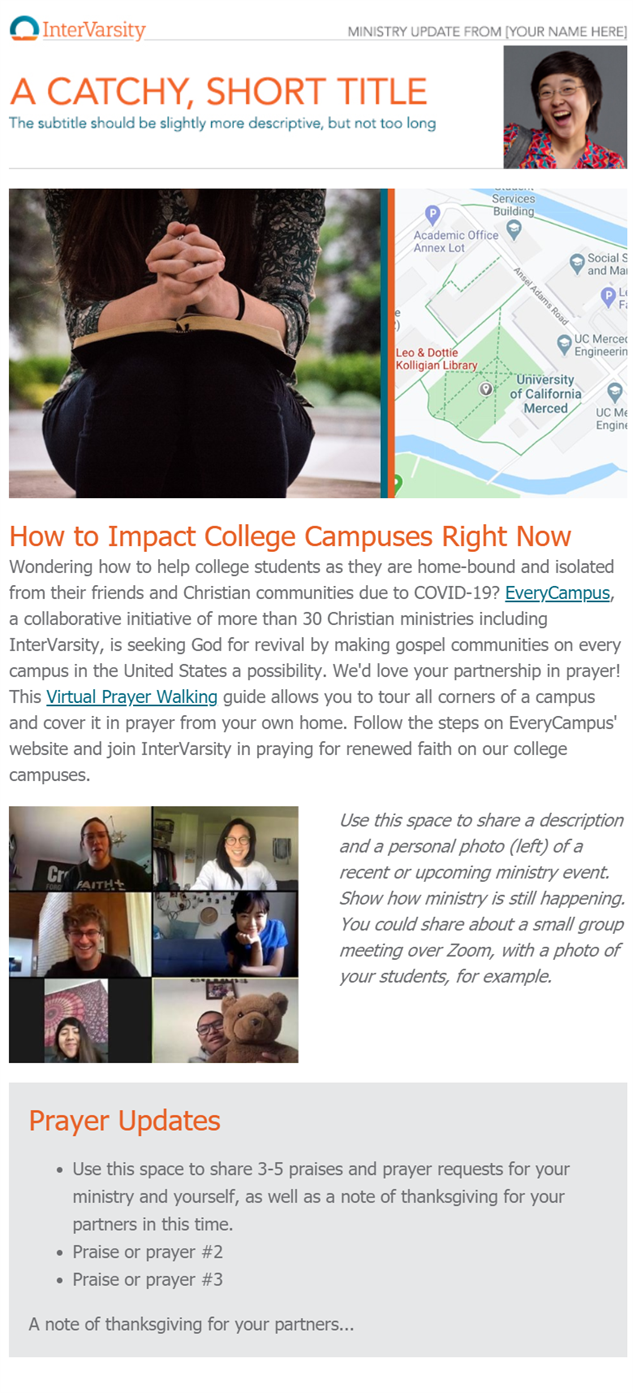 InterVarsity
MINISTRY UPDATE FROM [YOUR NAME HERE]
A CATCHY, SHORT TITLE
The subtitle should be slightly more descriptive, but not too long
Services
Building
Academic Office
Annex Lot
Social S
and Ma
Ansel Adams Road
UC Merced
Engineerin
Leo & Dottie
Kolligian Library
University
of California
Merced
UC Me
Engine
How to Impact College Campuses Right Now
Wondering how to help college students as they are home-bound and isolated
from their friends and Christian communities due to COVID-19? EveryCampus,
a collaborative initiative of more than 30 Christian ministries including
InterVarsity, is seeking God for revival by making gospel communities on every
campus in the United States a possibility. We'd love your partnership in prayer!
This Virtual Prayer Walking guide allows you to tour all corners of a campus
and cover it in prayer from your own home. Follow the steps on EveryCampus'
website and join InterVarsity in praying for renewed faith on our college
campuses.
Use this space to share a description
and a personal photo (left) of a
recent or upcoming ministry event.
Show how ministry is still happening.
You could share about a small group
meeting over Zoom, with a photo of
your students, for example.
FAITH+
Prayer Updates
• Use this space to share 3-5 praises and prayer requests for your
ministry and yourself, as well as a note of thanksgiving for your
partners in this time.
• Praise or prayer #2
• Praise or prayer #3
A note of thanksgiving for your partners...